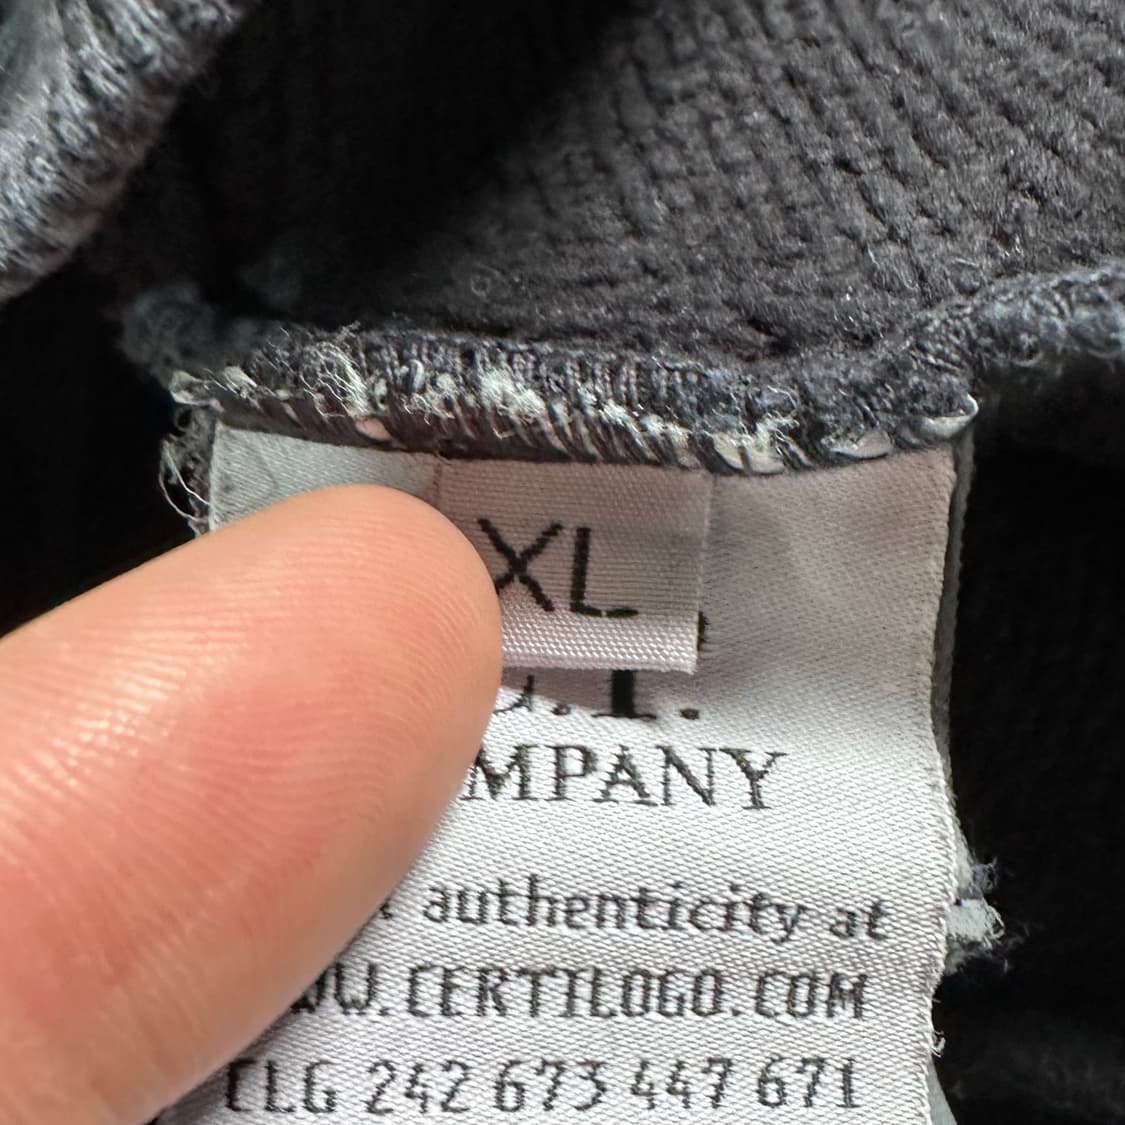 XL
MPANY
authenticity at
W.CERTILOGO.COM
CLG 242 673 447 671